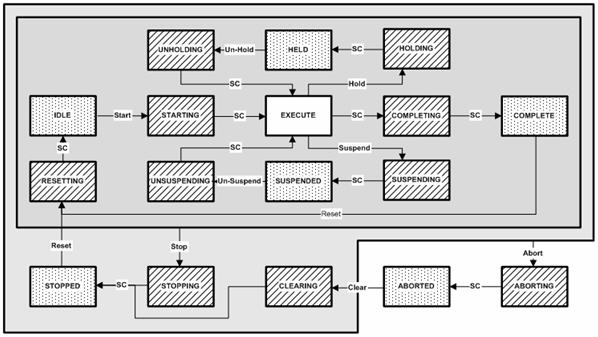 UNHOLDING
Un-Hold
HELD
SC
HOLDING
SC
Hold
IDLE
Start
STARTING
SC
EXECUTE
SC
COMPLETING
SC
COMPLETE
SC
SC
Suspend
RESETTING
UNSUSPENDING
Un-Suspend
SUSPENDED
SC
SUSPENDING
Reset
Reset
Stop
Abort
STOPPED
SC
STOPPING
CLEARING
Clear
ABORTED
SC
ABORTING